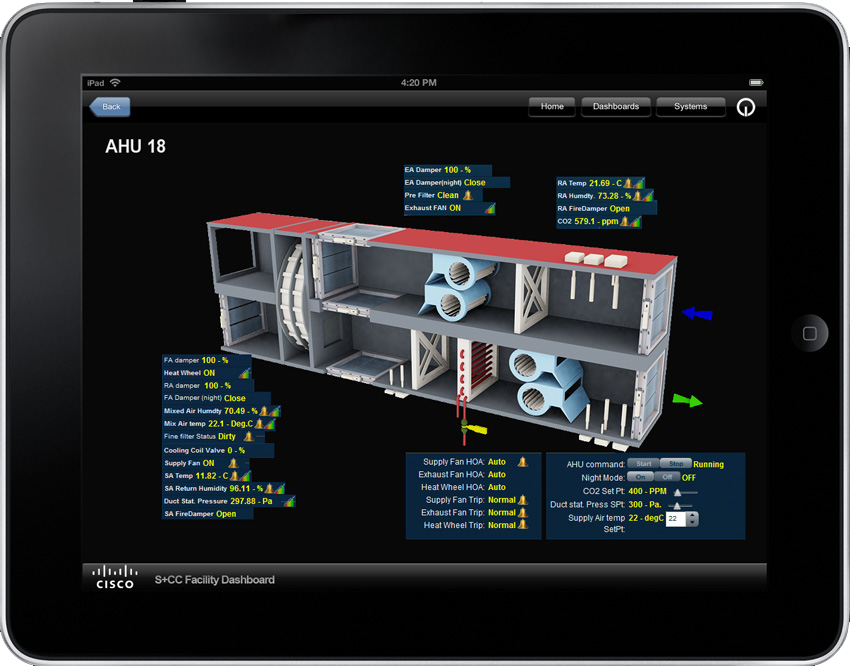 iPad 4:20 PM
Back Home Dashboards Systems
AHU 18
EA Damper 100 - %
EA Damper(night) Close
Pre Filter Clean
Exhaust FAN ON
RA Temp 21.69 - C
RA Humdty. 73.28 - %
RA FireDamper Open
CO2 579.1 - ppm
FA damper 100 - %
Heat Wheel ON
RA damper 100 - %
FA Damper (night) Close
Mixed Air Humdty 70.49 - %
Mix Air temp 22.1 - Deg.C
Fine filter Status Dirty
Cooling Coil Valve 0 - %
Supply Fan ON
SA Temp 11.82 - C
SA Return Humidity 96.11 - %
Duct Stat. Pressure 297.88 - Pa
SA FireDamper Open
Supply Fan HOA: Auto
Exhaust Fan HOA: Auto
Heat Wheel HOA: Auto
Supply Fan Trip: Normal
Exhaust Fan Trip: Normal
Heat Wheel Trip: Normal
AHU command: Start Stop Running
Night Mode: On Off OFF
CO2 Set Pt: 400 - PPM
Duct stat. Press SPt: 300 - Pa.
Supply Air temp 22 - degC 22
SetPt:
CISCO S+CC Facility Dashboard